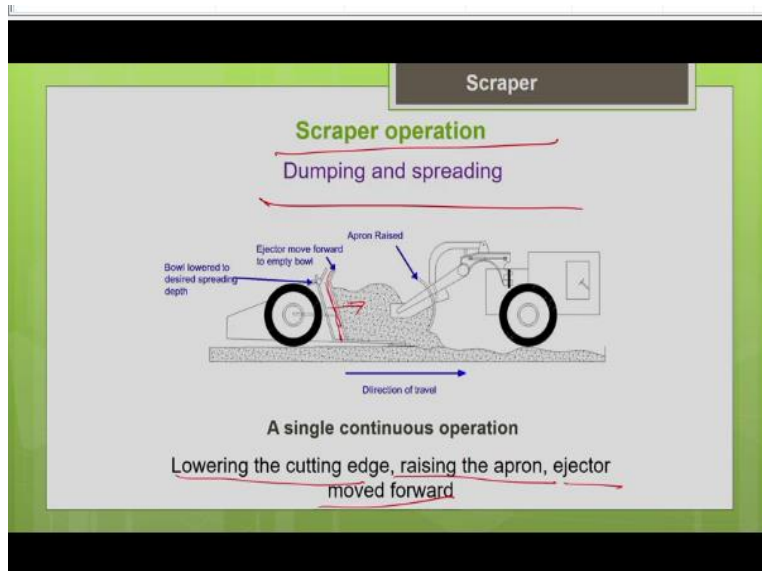 Scraper
Scraper operation
Dumping and spreading
Apron Raised
Ejector move forward
to empty bowl
Bowl lowered to
desired spreading
depth
Diirection of travel
A single continuous operation
Lowering the cutting edge, raising the apron, ejector
moved forward